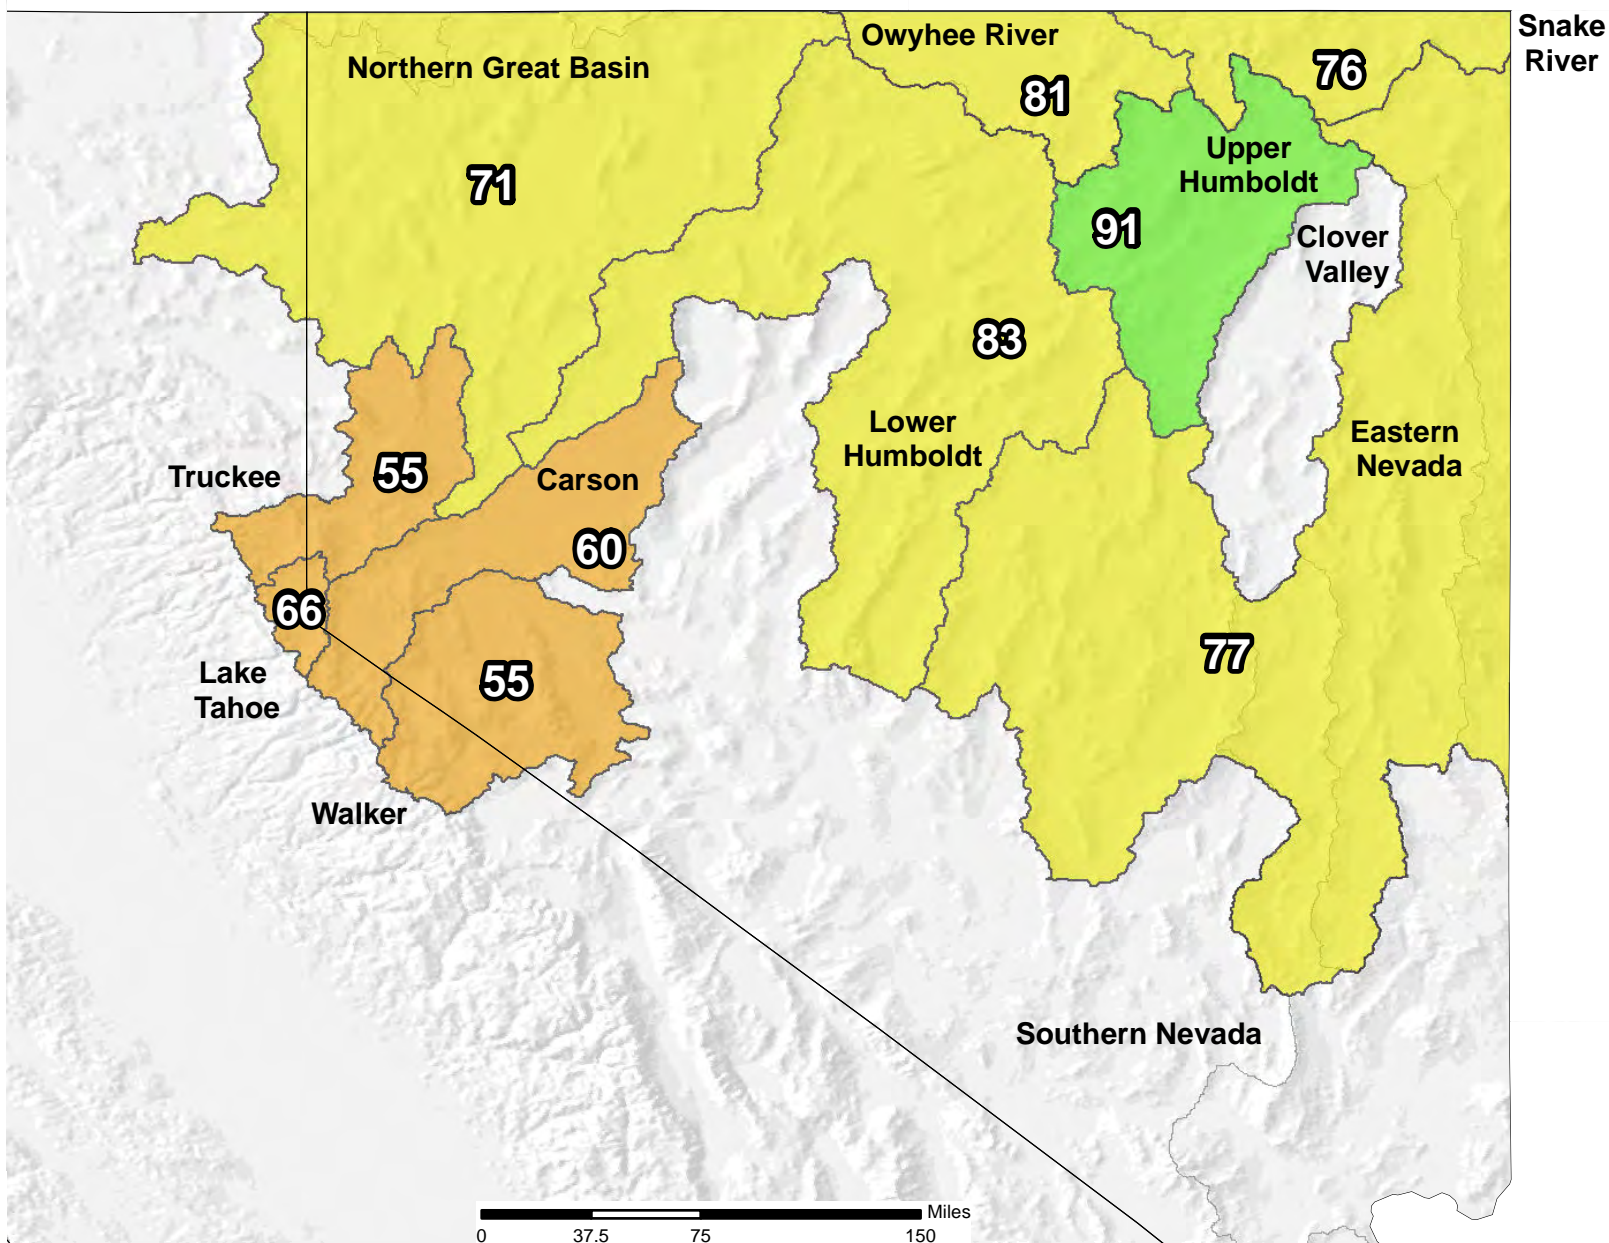 Snake
River
Owyhee River
Northern Great Basin
76
81
Upper
Humboldt
71
91
Clover
Valley
83
Lower
Humboldt
Eastern
Nevada
Truckee
55
Carson
60
66
77
Lake
Tahoe
55
Walker
Southern Nevada
Miles
0 37.5 75 150